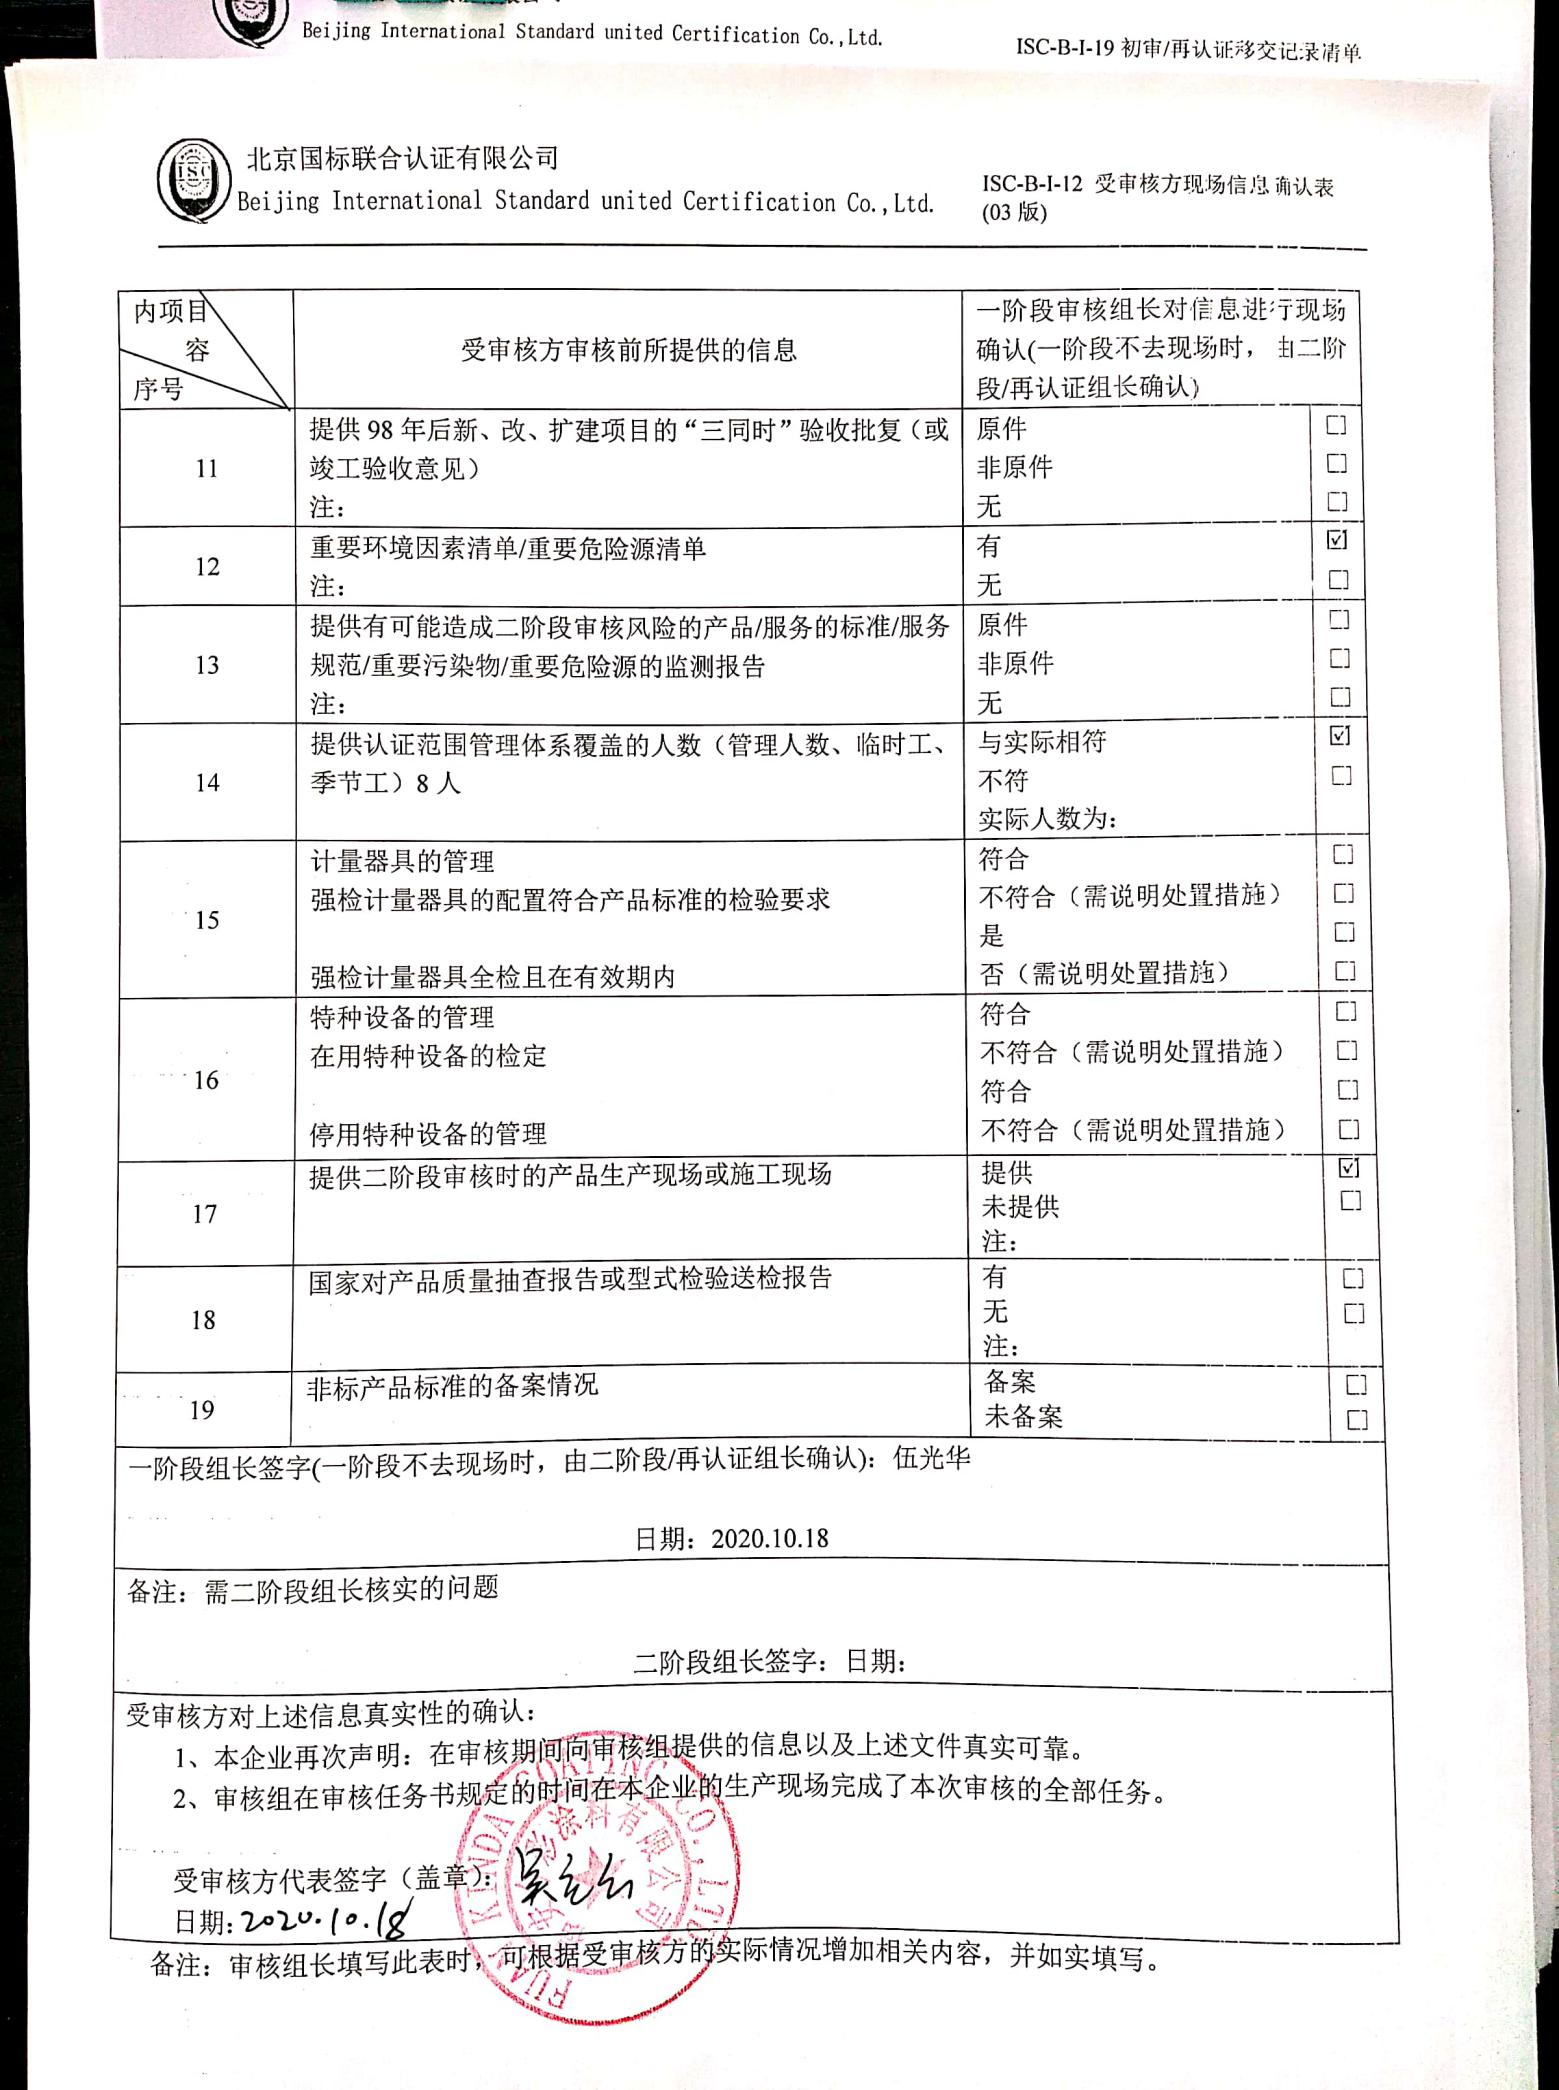 Beijing International Standard united Certification Co.,Ltd.
ISC-B-I-19 初审/再认证移交记录清单
北京国标联合认证有限公司
ISC
Beijing International Standard united Certification Co.,Ltd.
ISC-B-I-12 受审核方现场信息确认表
(03 版)
内项目
容
序号
受审核方审核前所提供的信息
一阶段审核组长对信息进行现场
确认(一阶段不去现场时，由二阶
段/再认证组长确认)
11
提供 98 年后新、改、扩建项目的“三同时”验收批复（或
竣工验收意见）
注：
原件 □
非原件 □
无 □
12
重要环境因素清单/重要危险源清单
注：
有 ☑
无 □
13
提供有可能造成二阶段审核风险的产品/服务的标准/服务
规范/重要污染物/重要危险源的监测报告
注：
原件 □
非原件 □
无 □
14
提供认证范围管理体系覆盖的人数（管理人数、临时工、
季节工）8 人
与实际相符 ☑
不符 □
实际人数为：
15
计量器具的管理
强检计量器具的配置符合产品标准的检验要求
强检计量器具全检且在有效期内
符合 □
不符合（需说明处置措施） □
是 □
否（需说明处置措施） □
16
特种设备的管理
在用特种设备的检定
停用特种设备的管理
符合 □
不符合（需说明处置措施） □
符合 □
不符合（需说明处置措施） □
17
提供二阶段审核时的产品生产现场或施工现场
提供 ☑
未提供 □
注：
18
国家对产品质量抽查报告或型式检验送检报告
有 □
无 □
注：
19
非标产品标准的备案情况
备案 □
未备案 □
一阶段组长签字(一阶段不去现场时，由二阶段/再认证组长确认)：伍光华
日期：2020.10.18
备注：需二阶段组长核实的问题
二阶段组长签字：日期：
受审核方对上述信息真实性的确认：
1、本企业再次声明：在审核期间向审核组提供的信息以及上述文件真实可靠。
2、审核组在审核任务书规定的时间在本企业的生产现场完成了本次审核的全部任务。
受审核方代表签字（盖章）：
日期：2020.10.18
FUAN KINDA COATING CO.,LTD.
涂料有限公司
备注：审核组长填写此表时，可根据受审核方的实际情况增加相关内容，并如实填写。